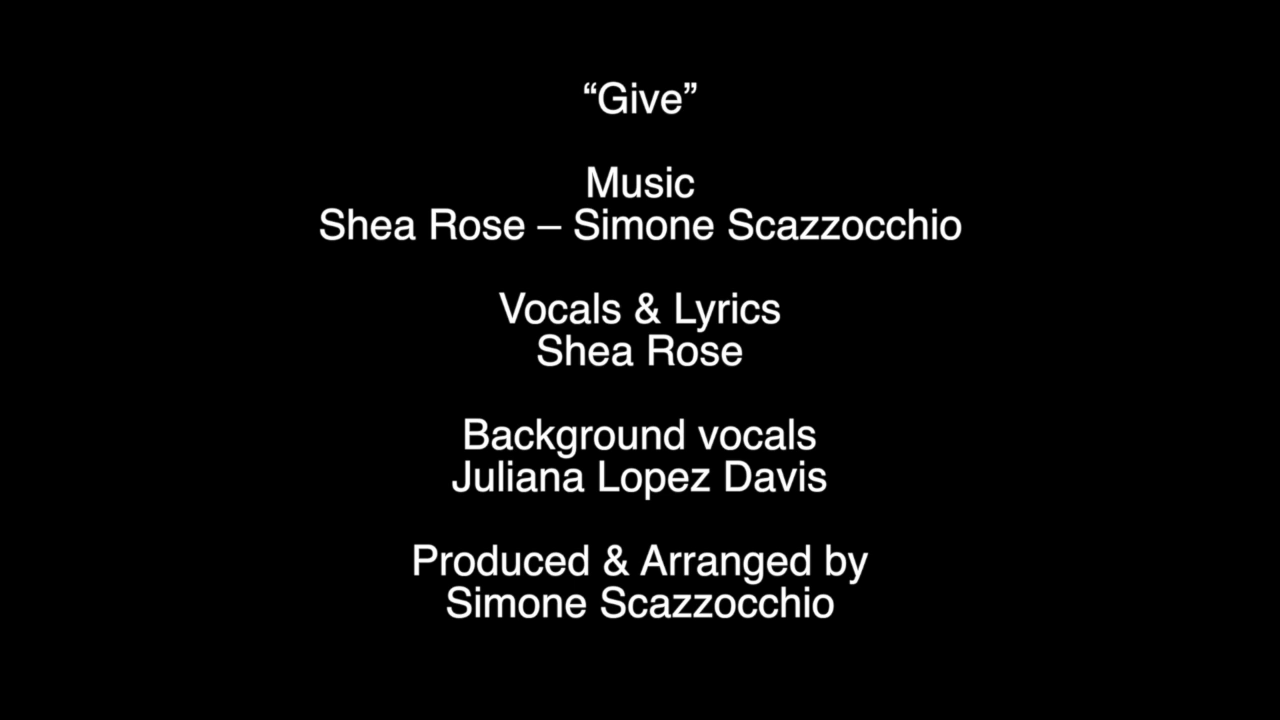 “Give”
Music
Shea Rose – Simone Scazzocchio
Vocals & Lyrics
Shea Rose
Background vocals
Juliana Lopez Davis
Produced & Arranged by
Simone Scazzocchio